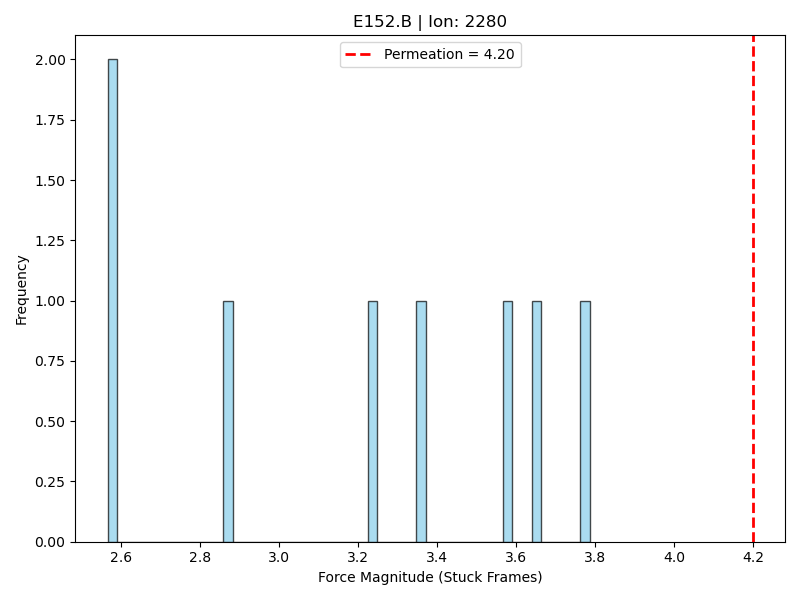 E152.B | Ion: 2280
Permeation = 4.20
2.00
1.75
1.50
1.25
1.00
0.75
0.50
0.25
0.00
Frequency
2.6 2.8 3.0 3.2 3.4 3.6 3.8 4.0 4.2
Force Magnitude (Stuck Frames)